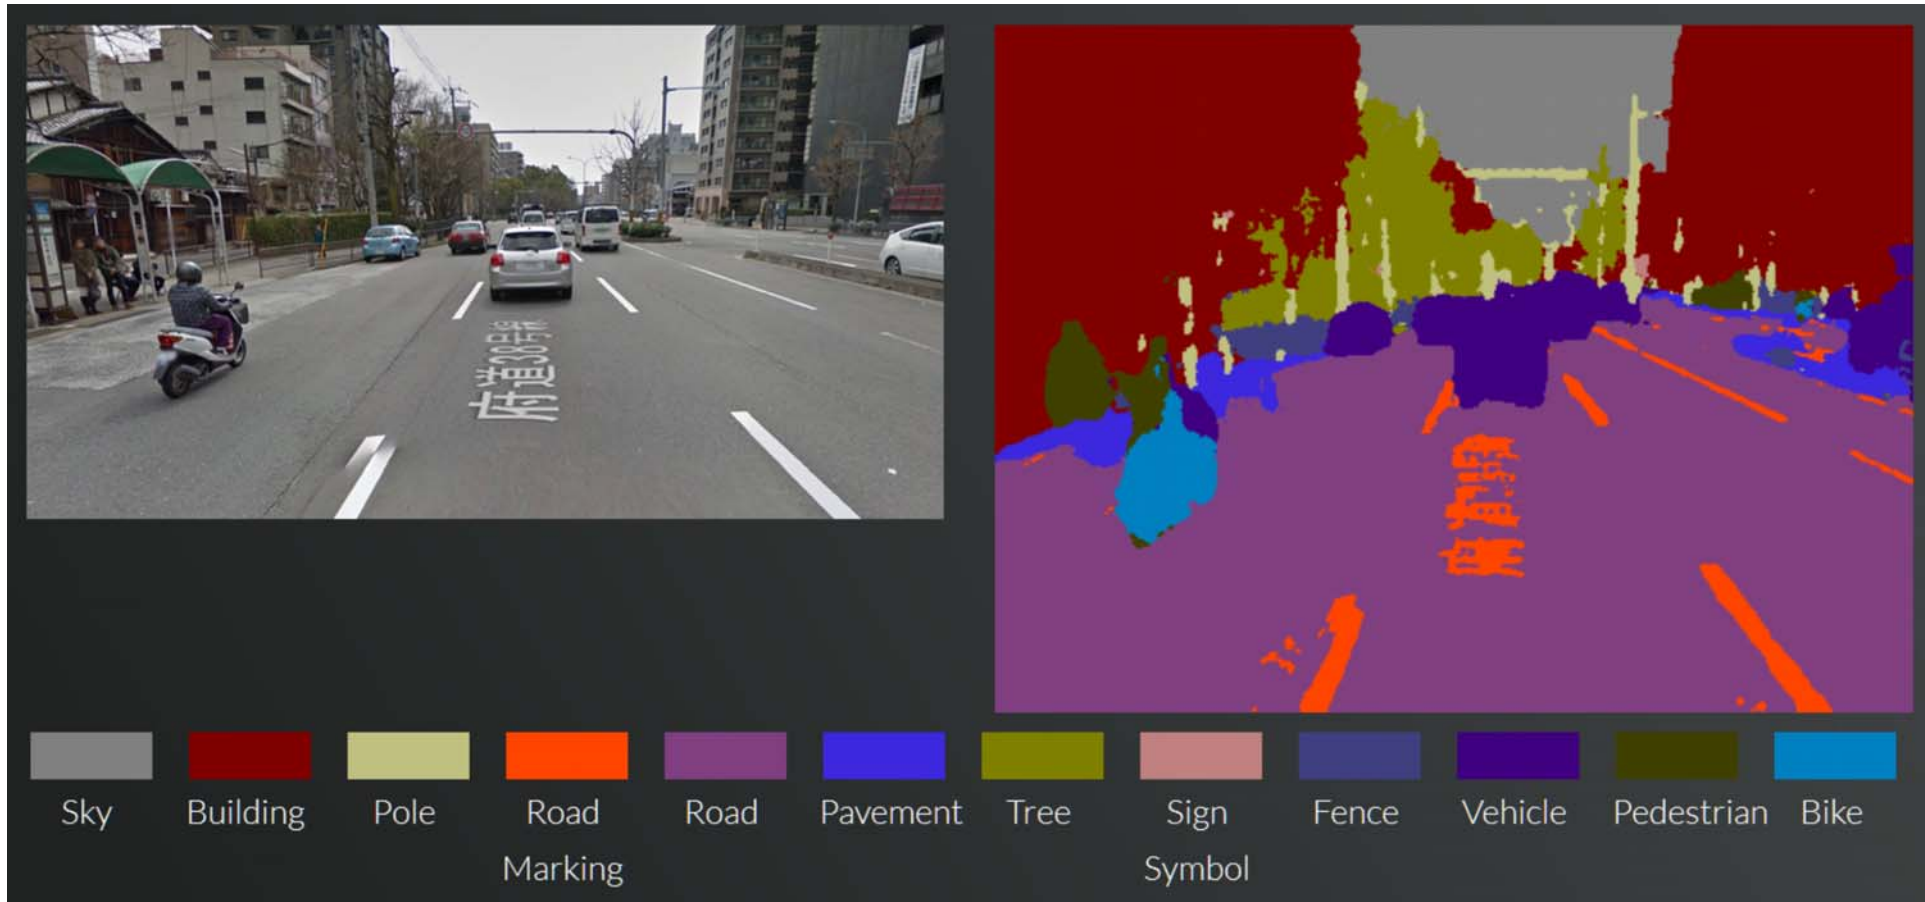 府道38号線
Sky
Building
Pole
Road
Marking
Road
Pavement
Tree
Sign
Symbol
Fence
Vehicle
Pedestrian
Bike